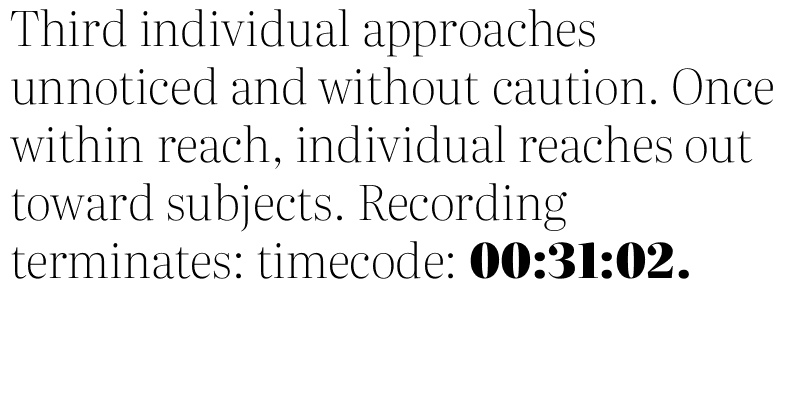 Third individual approaches
unnoticed and without caution. Once
within reach, individual reaches out
toward subjects. Recording
terminates: timecode: 00:31:02.